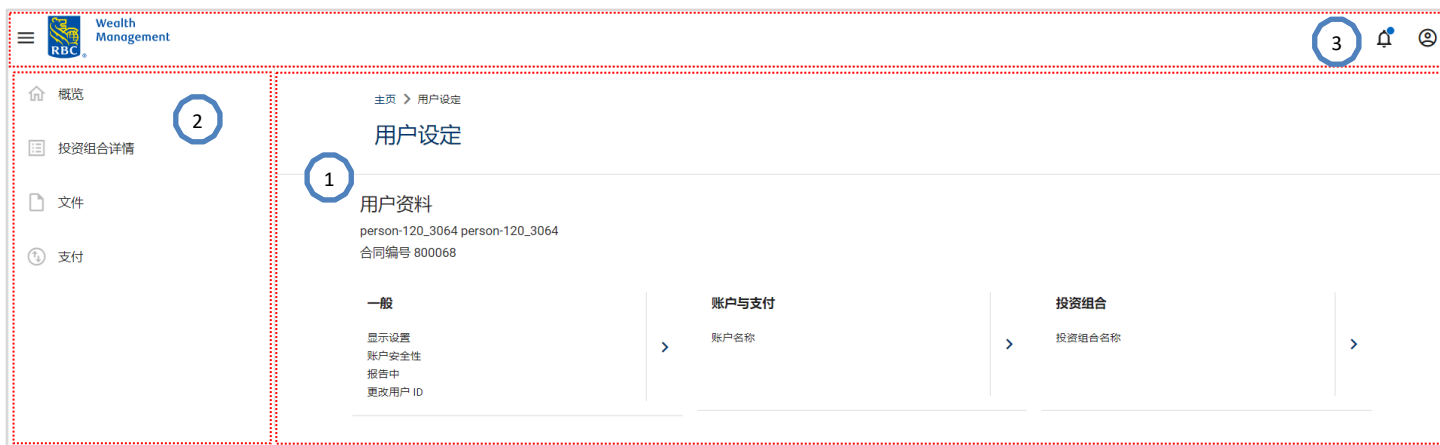 Wealth
Management
RBC
3
概览
2
投资组合详情
文件
支付
主页 > 用户设定
用户设定
1
用户资料
person-120_3064 person-120_3064
合同编号 800068
一般
显示设置
账户安全性
报告中
更改用户 ID
账户与支付
账户名称
投资组合
投资组合名称